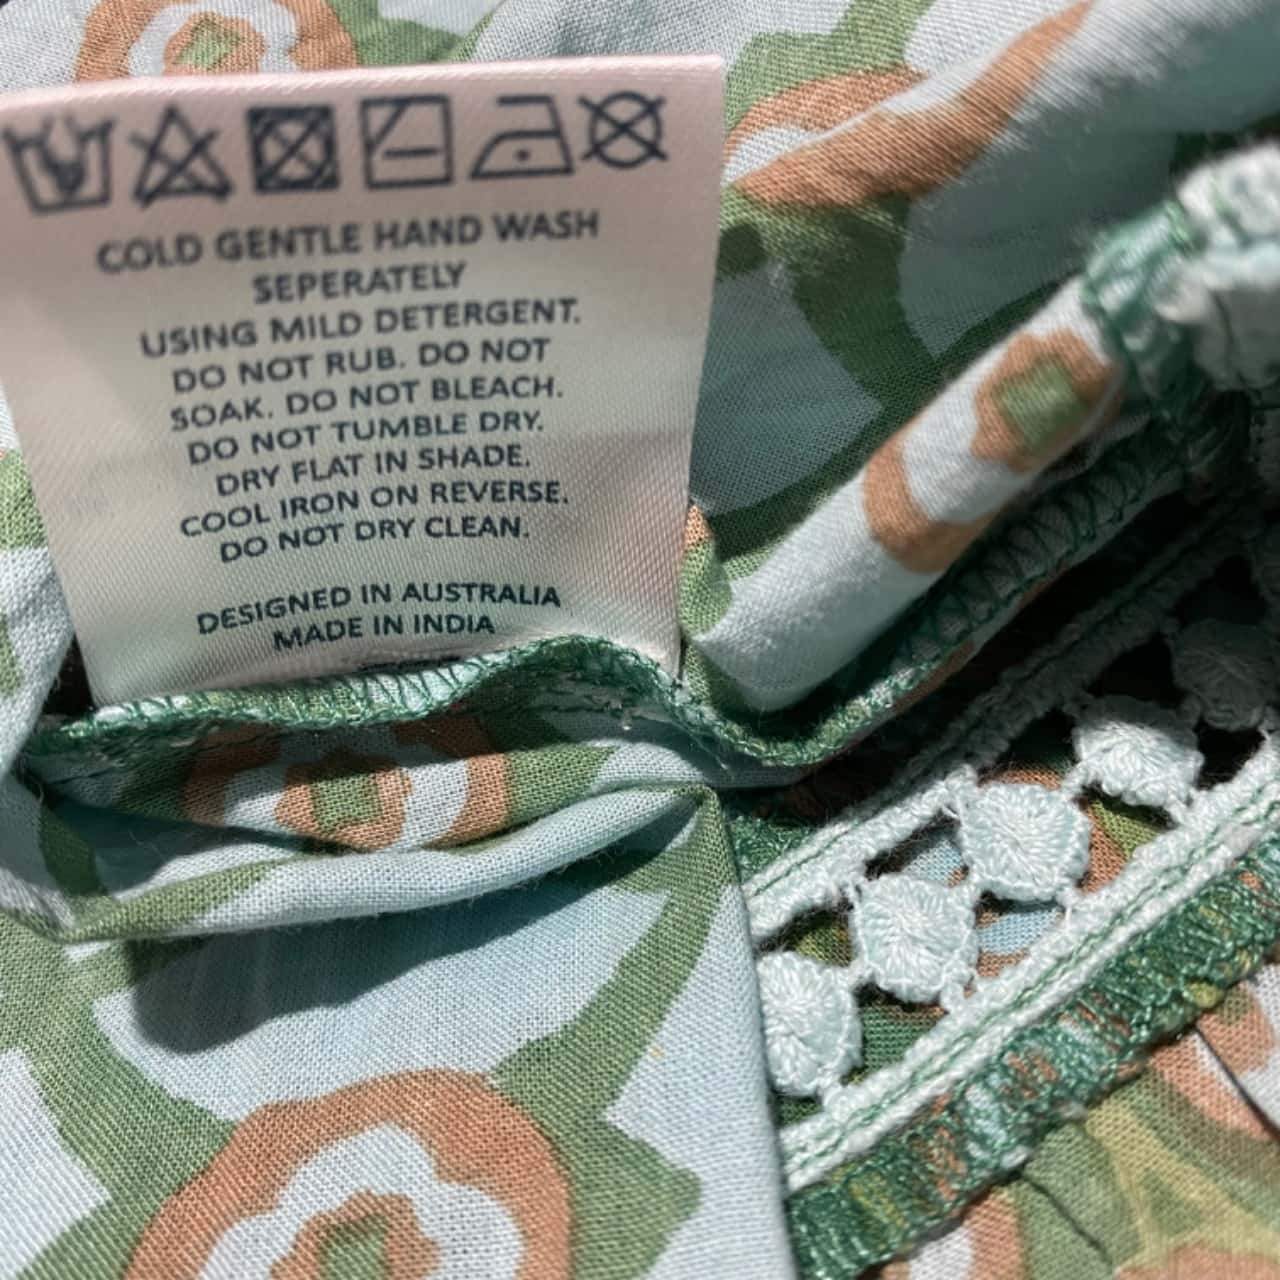 COLD GENTLE HAND WASH
SEPERATELY
USING MILD DETERGENT.
DO NOT RUB. DO NOT
SOAK. DO NOT BLEACH.
DO NOT TUMBLE DRY.
DRY FLAT IN SHADE.
COOL IRON ON REVERSE.
DO NOT DRY CLEAN.
DESIGNED IN AUSTRALIA
MADE IN INDIA